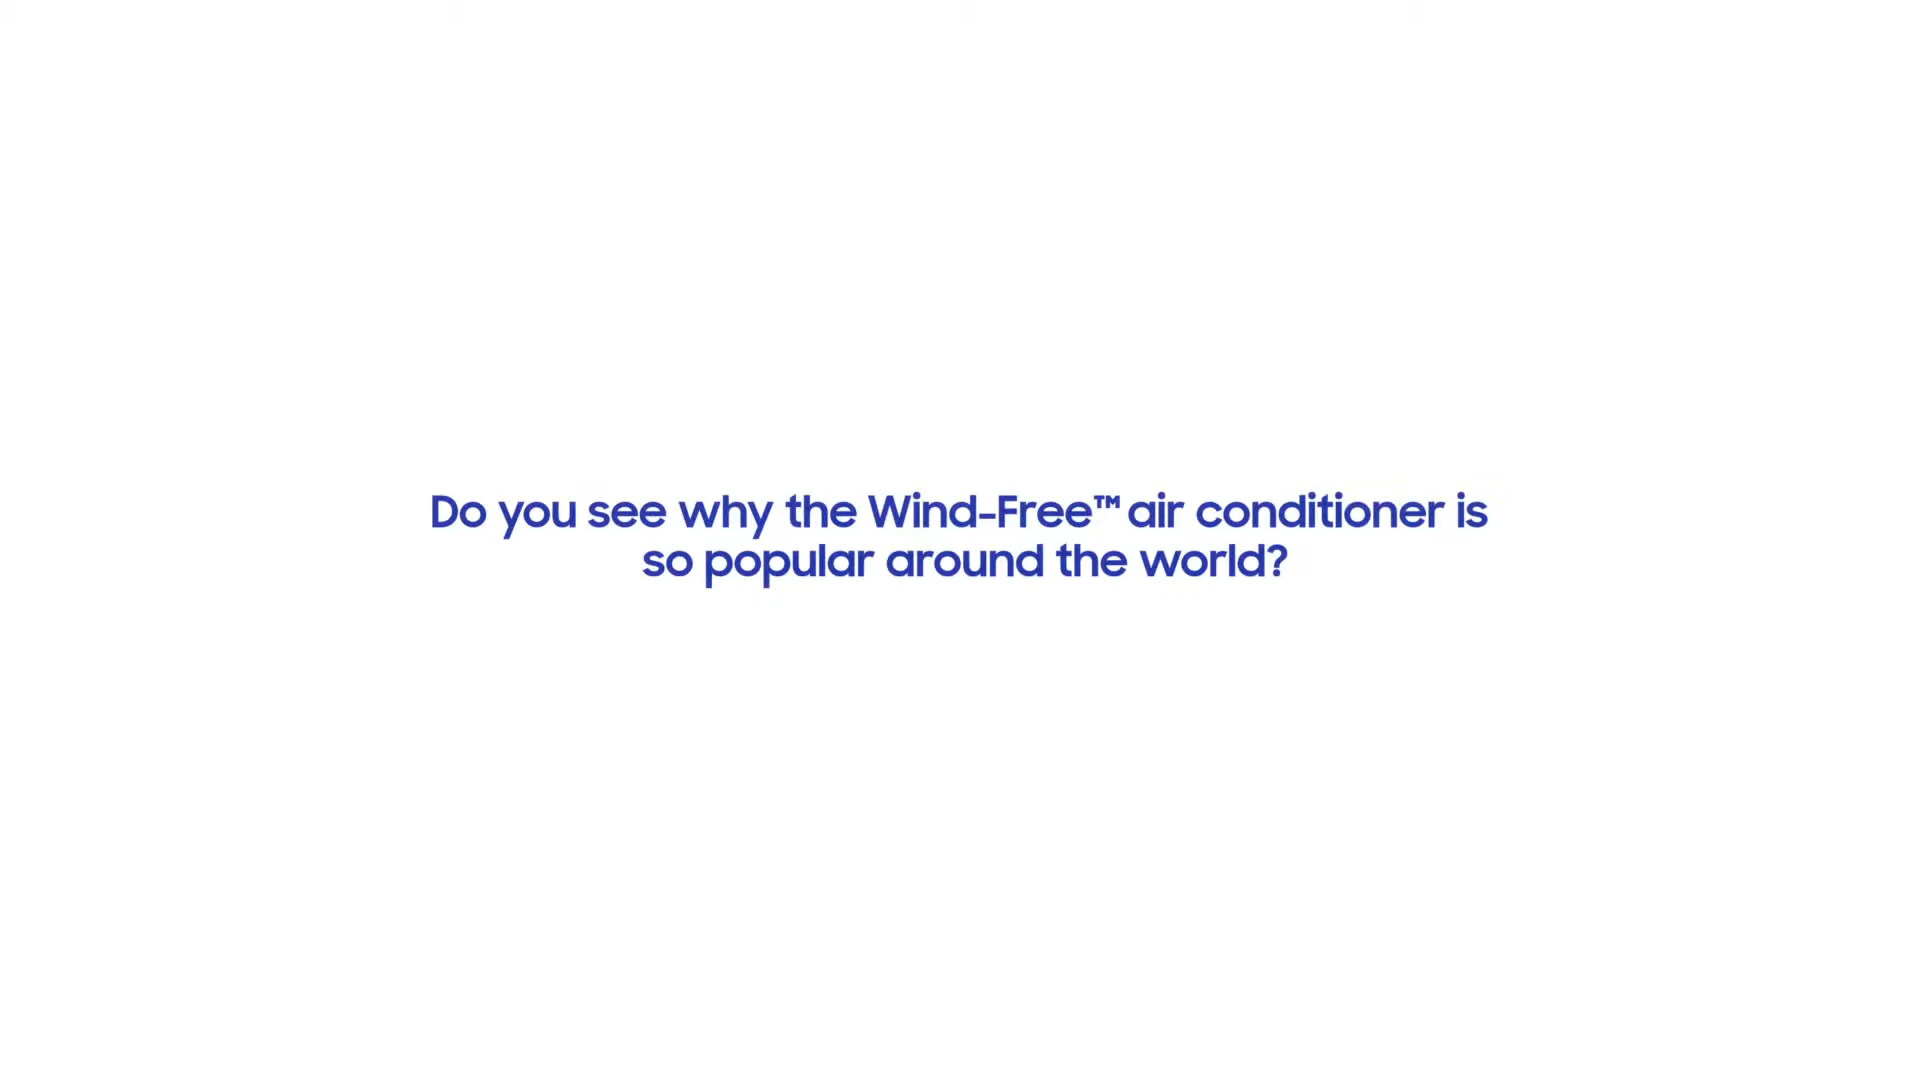 Do you see why the Wind-Free™ air conditioner is
so popular around the world?